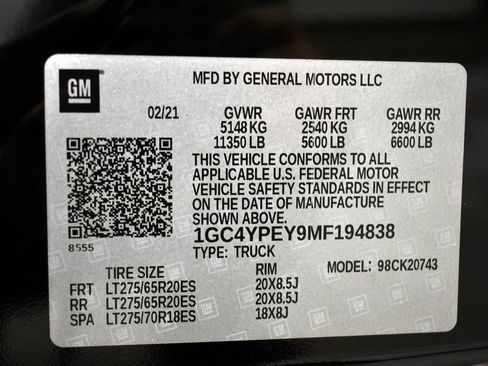 GM
MFD BY GENERAL MOTORS LLC
02/21 GVWR GAWR FRT GAWR RR
5148 KG 2540 KG 2994 KG
11350 LB 5600 LB 6600 LB
THIS VEHICLE CONFORMS TO ALL
APPLICABLE U.S. FEDERAL MOTOR
VEHICLE SAFETY STANDARDS IN EFFECT
ON THE DATE OF MANUFACTURE
SHOWN ABOVE.
8555
1GC4YPEY9MF194838
TYPE: TRUCK
TIRE SIZE RIM MODEL: 98CK20743
FRT LT275/65R20ES 20X8.5J
RR LT275/65R20ES 20X8.5J
SPA LT275/70R18ES 18X8J